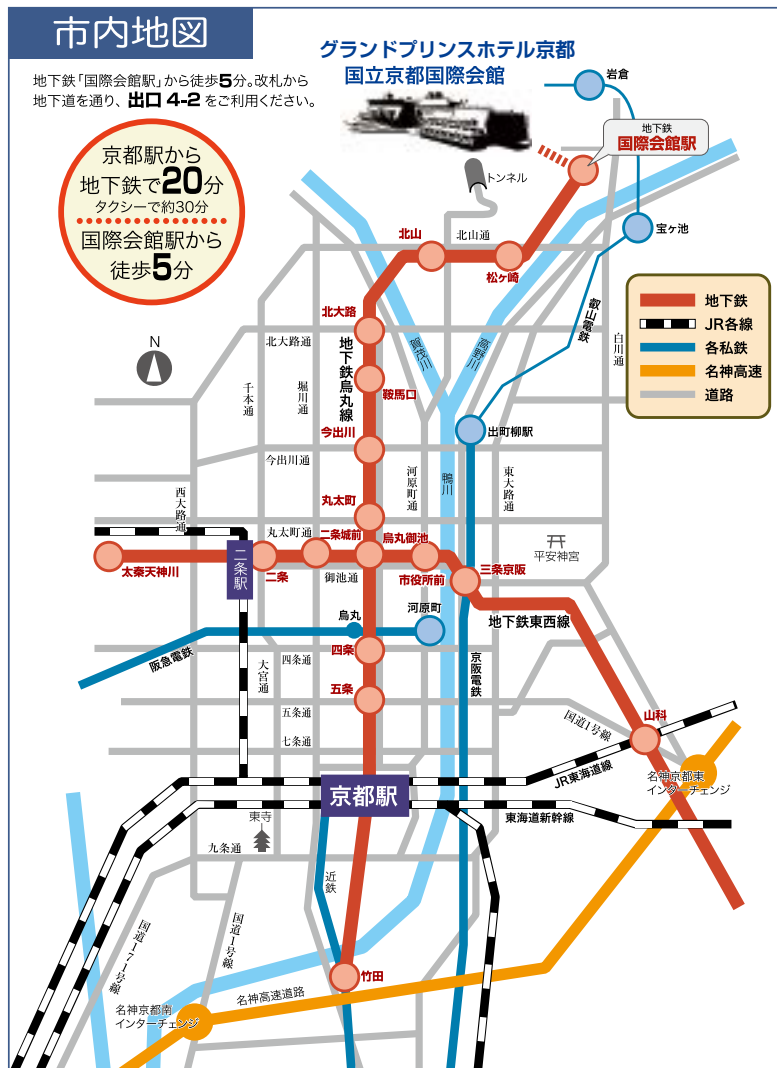 市内地図
地下鉄「国際会館駅」から徒歩5分。改札から
地下道を通り、出口 4-2 をご利用ください。
グランドプリンスホテル京都
国立京都国際会館
京都駅から
地下鉄で20分
タクシーで約30分
国際会館駅から
徒歩5分
岩倉
地下鉄
国際会館駅
トンネル
北山
北山通
松ヶ崎
宝ヶ池
地下鉄
JR各線
各私鉄
名神高速
道路
N
北大路
北大路通
地下鉄烏丸線
賀茂川
高野川
叡山電鉄
白川通
千本通
堀川通
鞍馬口
今出川
今出川通
出町柳駅
河原町通
鴨川
東大路通
西大路通
丸太町
丸太町通
二条城前
烏丸御池
平安神宮
太秦天神川
二条駅
二条
御池通
市役所前
三条京阪
地下鉄東西線
烏丸
河原町
阪急電鉄
四条通
四条
大宮通
京阪電鉄
五条
五条通
七条通
国道1号線
山科
JR東海道線
名神京都東
インターチェンジ
京都駅
東海道新幹線
東寺
九条通
近鉄
国道171号線
国道1号線
竹田
名神高速道路
名神京都南
インターチェンジ